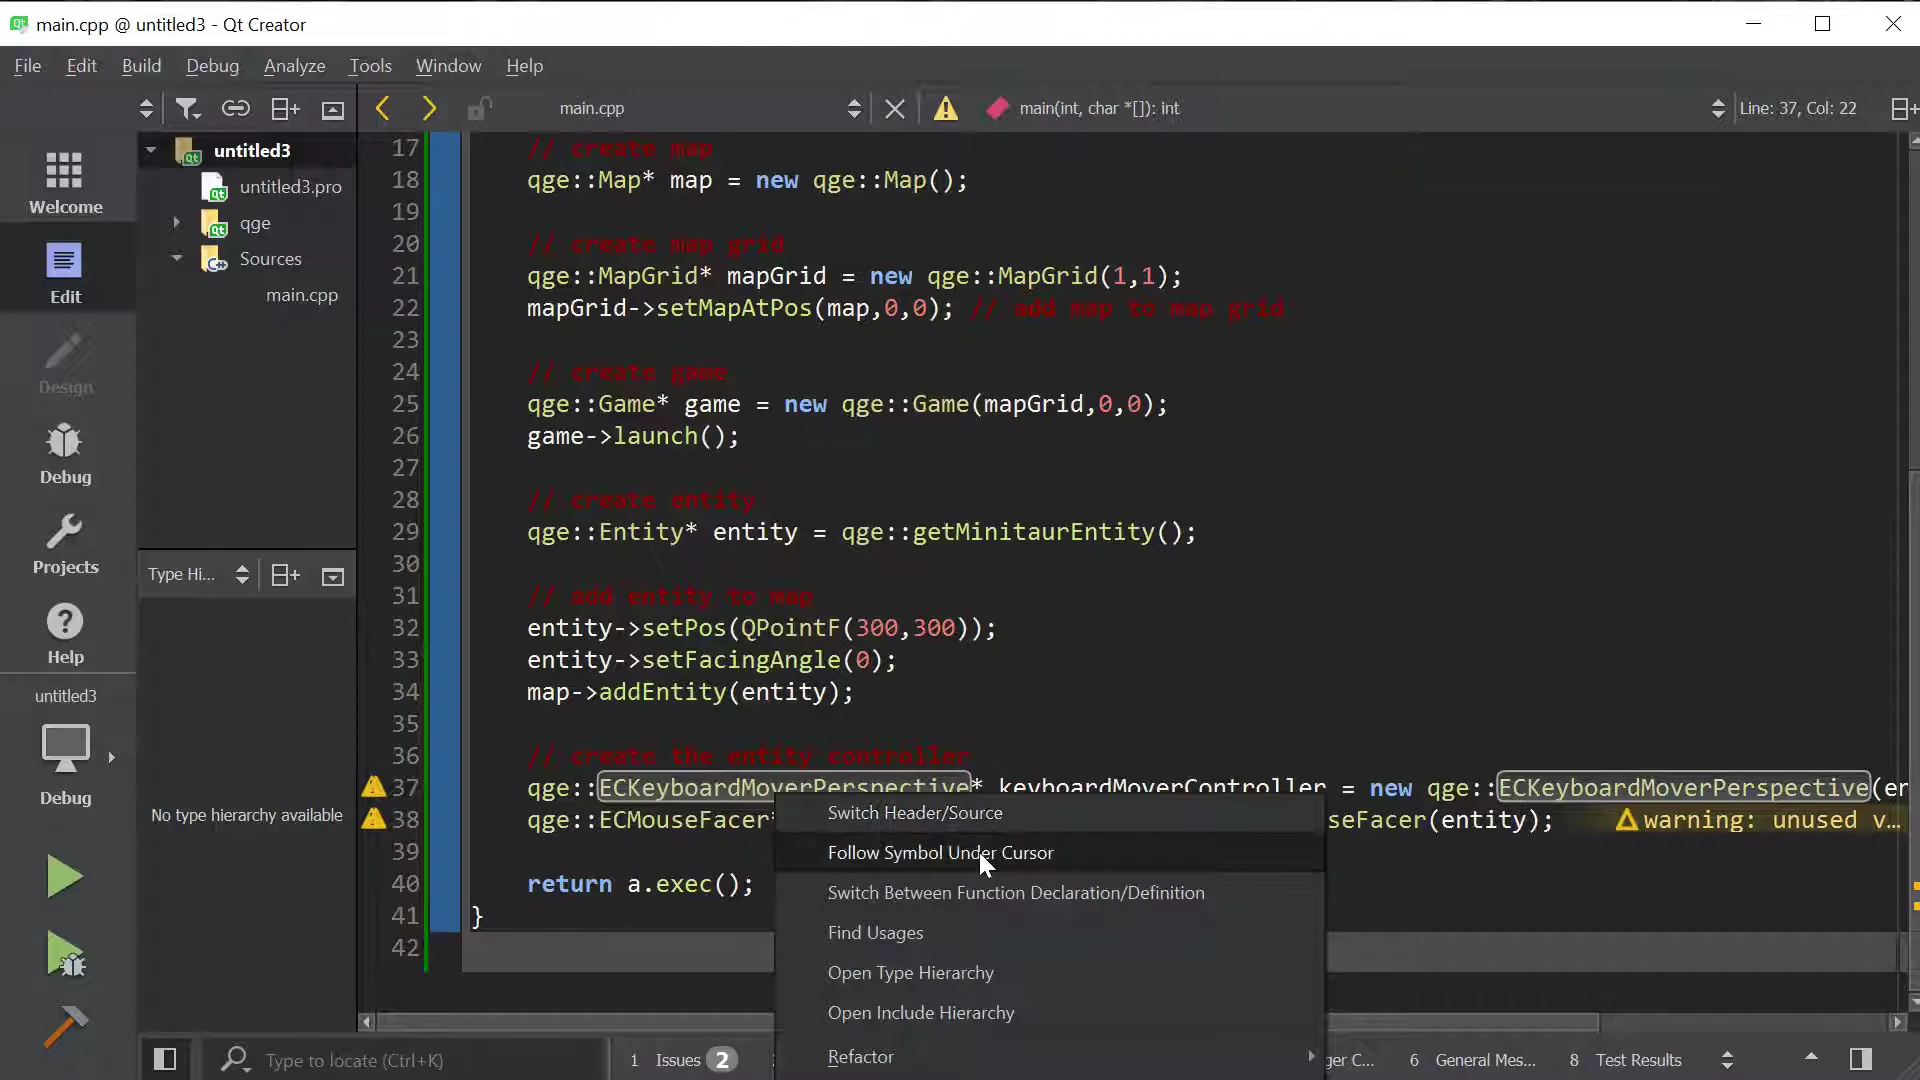 main.cpp @ untitled3 - Qt Creator
File Edit Build Debug Analyze Tools Window Help
main.cpp
main(int, char *[]): int
Line: 37, Col: 22
Welcome
Edit
Design
Debug
Projects
Help
untitled3
Debug
untitled3
untitled3.pro
qge
Sources
main.cpp
Type Hi...
No type hierarchy available
17 // create map
18 qge::Map* map = new qge::Map();
19
20 // create map grid
21 qge::MapGrid* mapGrid = new qge::MapGrid(1,1);
22 mapGrid->setMapAtPos(map,0,0); // add map to map grid
23
24 // create game
25 qge::Game* game = new qge::Game(mapGrid,0,0);
26 game->launch();
27
28 // create entity
29 qge::Entity* entity = qge::getMinitaurEntity();
30
31 // add entity to map
32 entity->setPos(QPointF(300,300));
33 entity->setFacingAngle(0);
34 map->addEntity(entity);
35
36 // create the entity controller
37 qge::ECKeyboardMoverPerspective* keyboardMoverController = new qge::ECKeyboardMoverPerspective(er
38 qge::ECMouseFacer* seFacer(entity); warning: unused v...
39
40 return a.exec();
41 }
42
Switch Header/Source
Follow Symbol Under Cursor
Switch Between Function Declaration/Definition
Find Usages
Open Type Hierarchy
Open Include Hierarchy
Refactor
Type to locate (Ctrl+K)
1 Issues 2
ger C...
6 General Mes...
8 Test Results